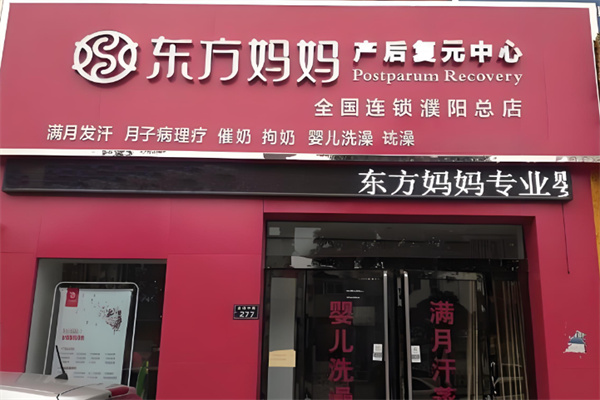 东方妈妈 产后复元中心
Postparum Recovery
全国连锁濮阳总店
满月发汗 月子病理疗 催奶 拘奶 婴儿洗澡
东方妈妈专业
277
婴儿洗澡
满月汗蒸